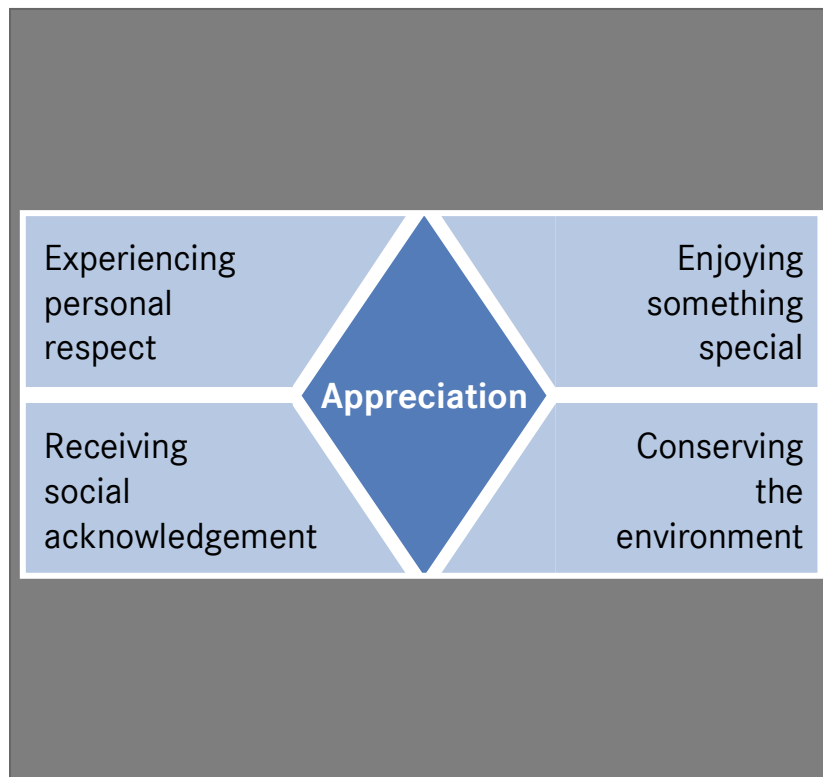 Experiencing
personal
respect
Enjoying
something
special
Appreciation
Receiving
social
acknowledgement
Conserving
the
environment